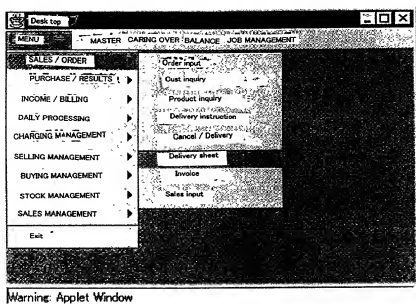 Desk top
MENU MASTER CARING OVER BALANCE JOB MANAGEMENT
SALES / ORDER
PURCHASE / RESULTS
INCOME / BILLING
DAILY PROCESSING
CHARGING MANAGEMENT
SELLING MANAGEMENT
BUYING MANAGEMENT
STOCK MANAGEMENT
SALES MANAGEMENT
Exit
Order input
Cust inquiry
Product inquiry
Delivery instruction
Cancel / Delivery
Delivery sheet
Invoice
Sales input
Warning: Applet Window